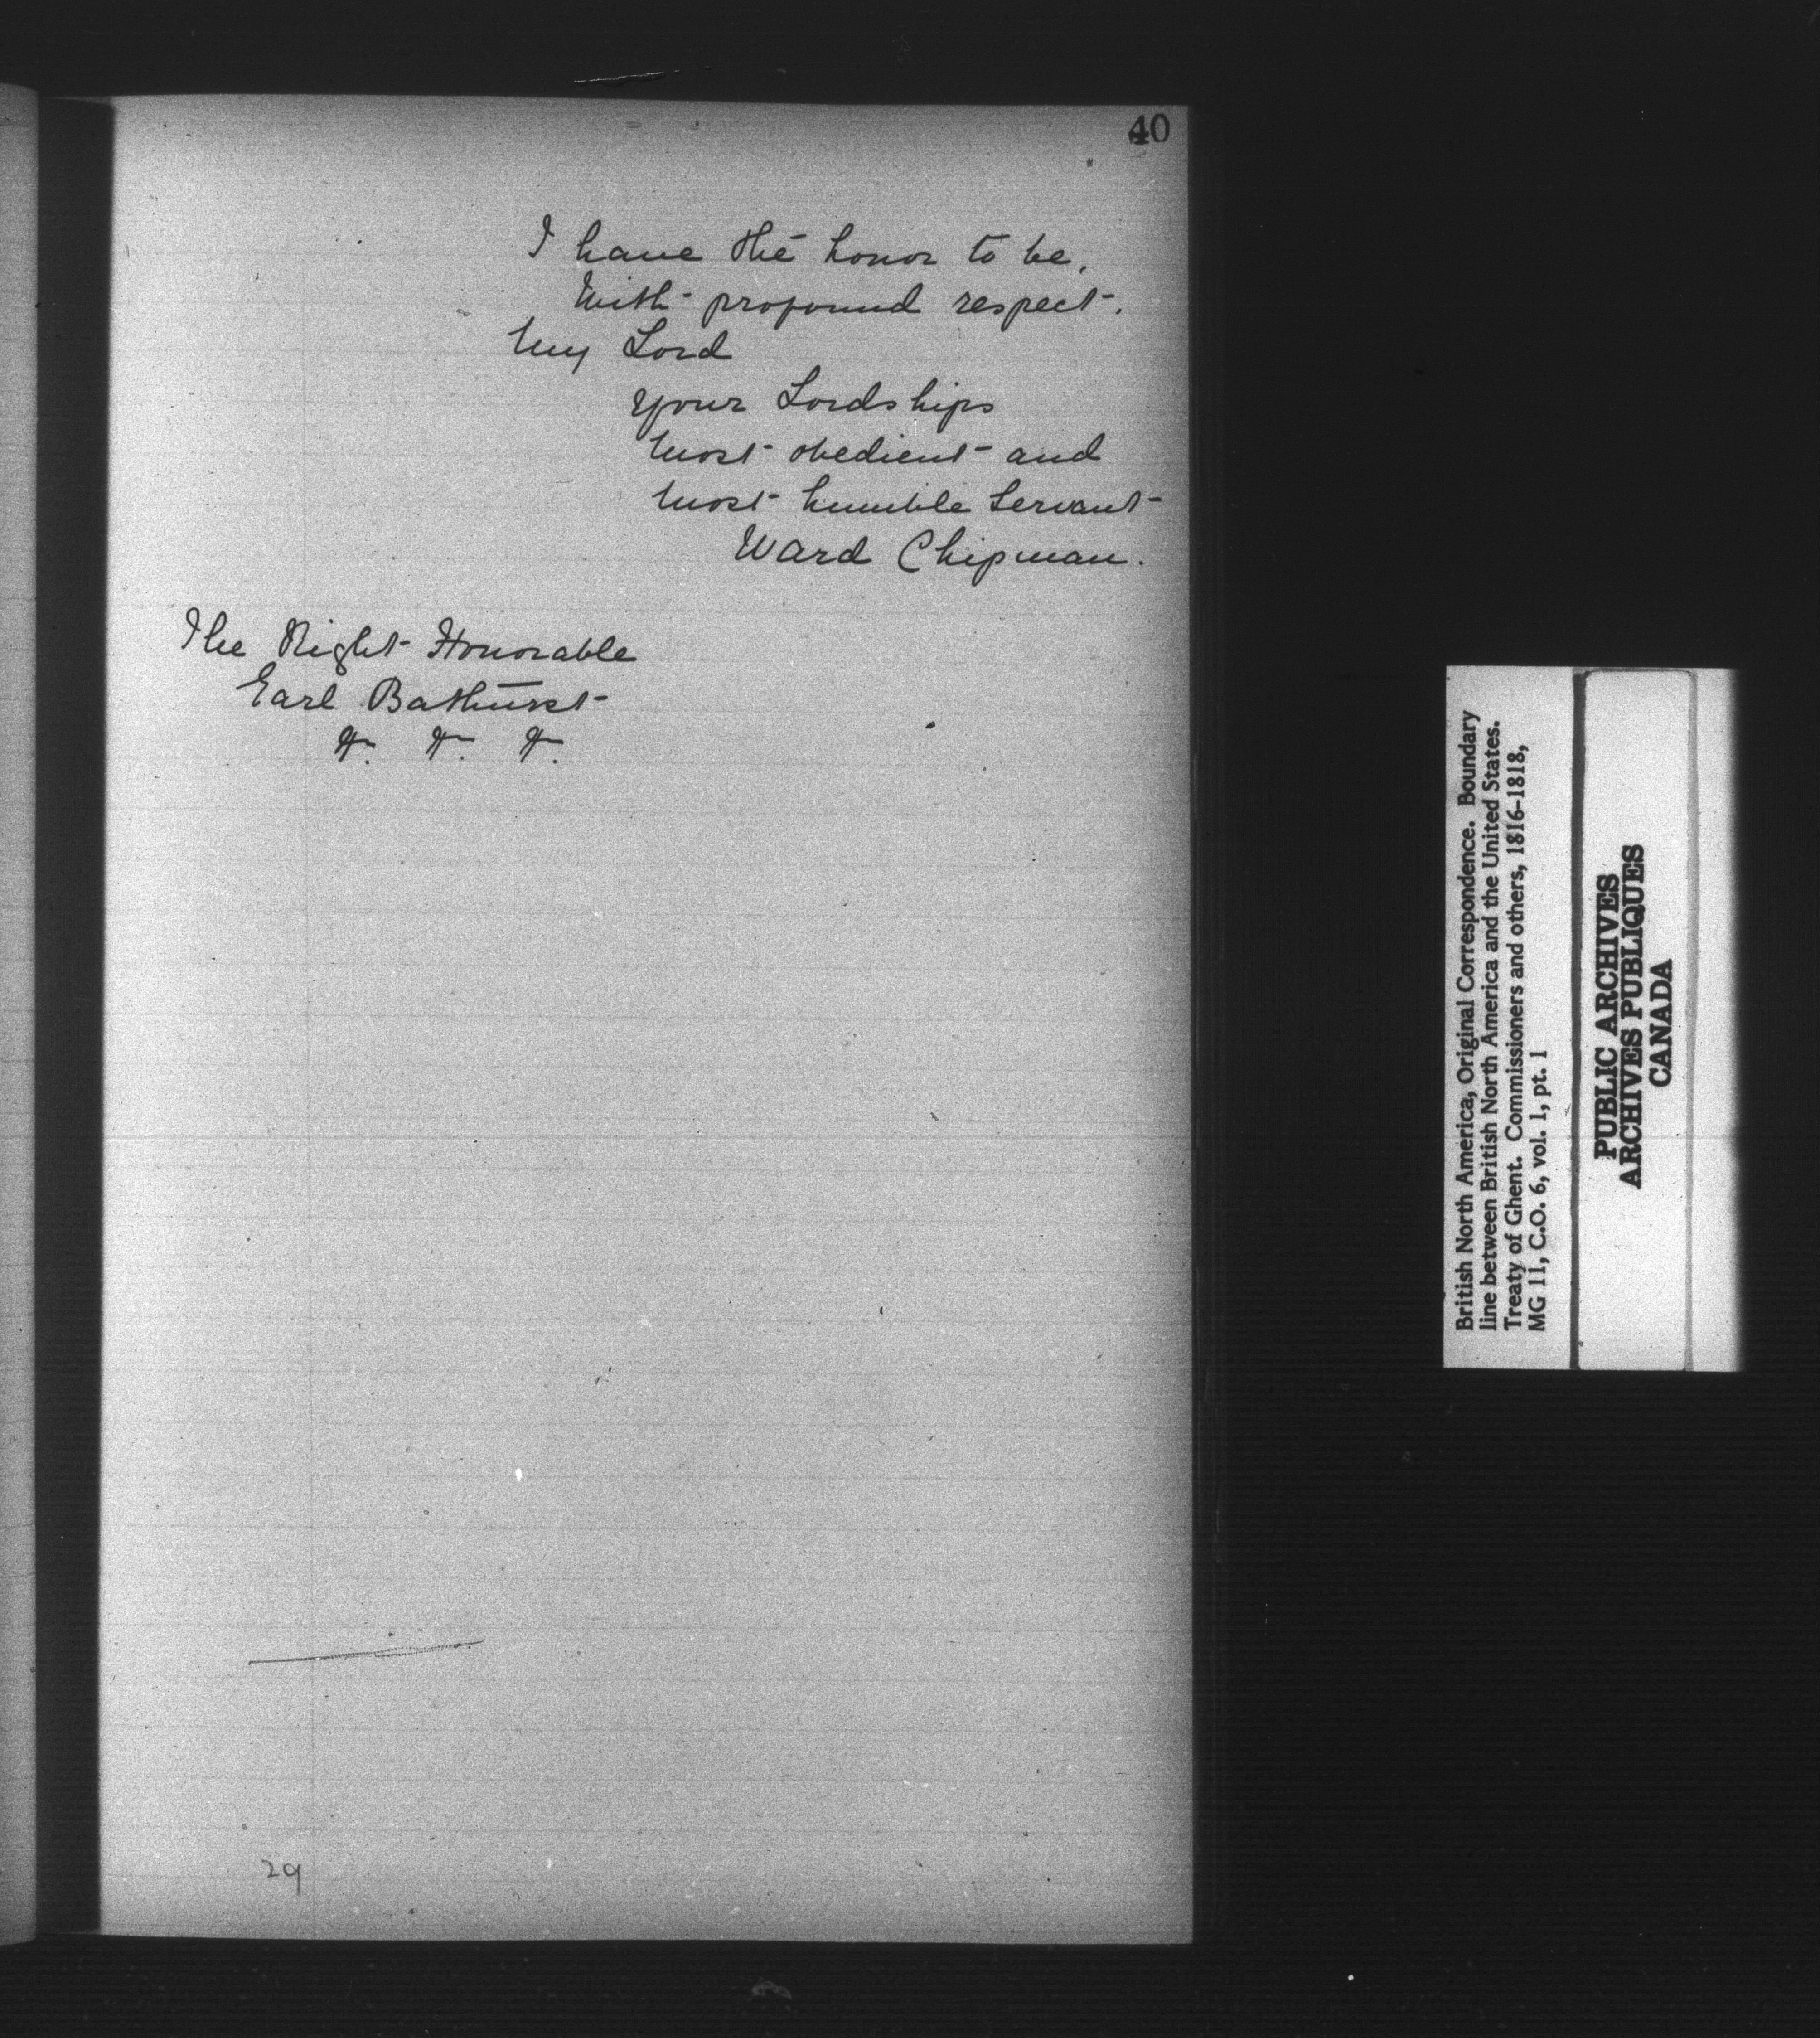 40
I have the honor to be,
With profound respect.
My Lord
your Lordships
most obedient and
most humble Servant
Ward Chipman.
The Right Honorable
Earl Bathurst
&c. &c. &c.
29
British North America, Original Correspondence. Boundary
line between British North America and the United States.
Treaty of Ghent. Commissioners and others, 1816-1818,
MG 11, C.O. 6, vol. 1, pt. 1
PUBLIC ARCHIVES
ARCHIVES PUBLIQUES
CANADA